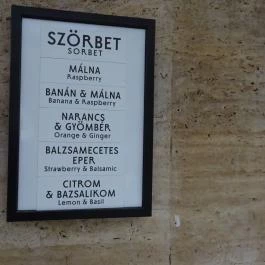 SZÖRBET
SORBET
MÁLNA
Raspberry
BANÁN & MÁLNA
Banana & Raspberry
NARANCS
& GYÖMBÉR
Orange & Ginger
BALZSAMECETES
EPER
Strawberry & Balsamic
CITROM
& BAZSALIKOM
Lemon & Basil